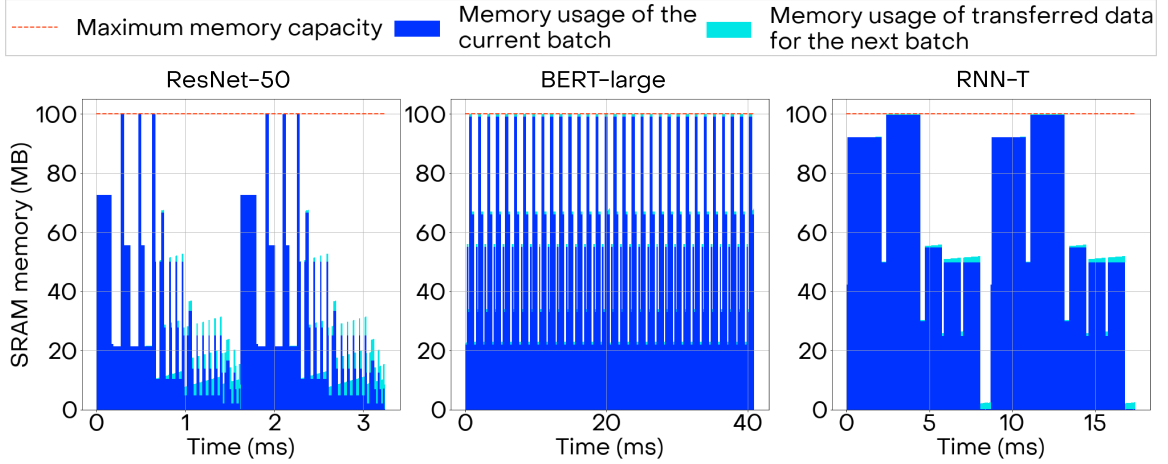 Maximum memory capacity
Memory usage of the
current batch
Memory usage of transferred data
for the next batch
ResNet-50
BERT-large
RNN-T
SRAM memory (MB)
100
80
60
40
20
0
0 1 2 3
Time (ms)
100
80
60
40
20
0
0 20 40
Time (ms)
100
80
60
40
20
0
0 5 10 15
Time (ms)